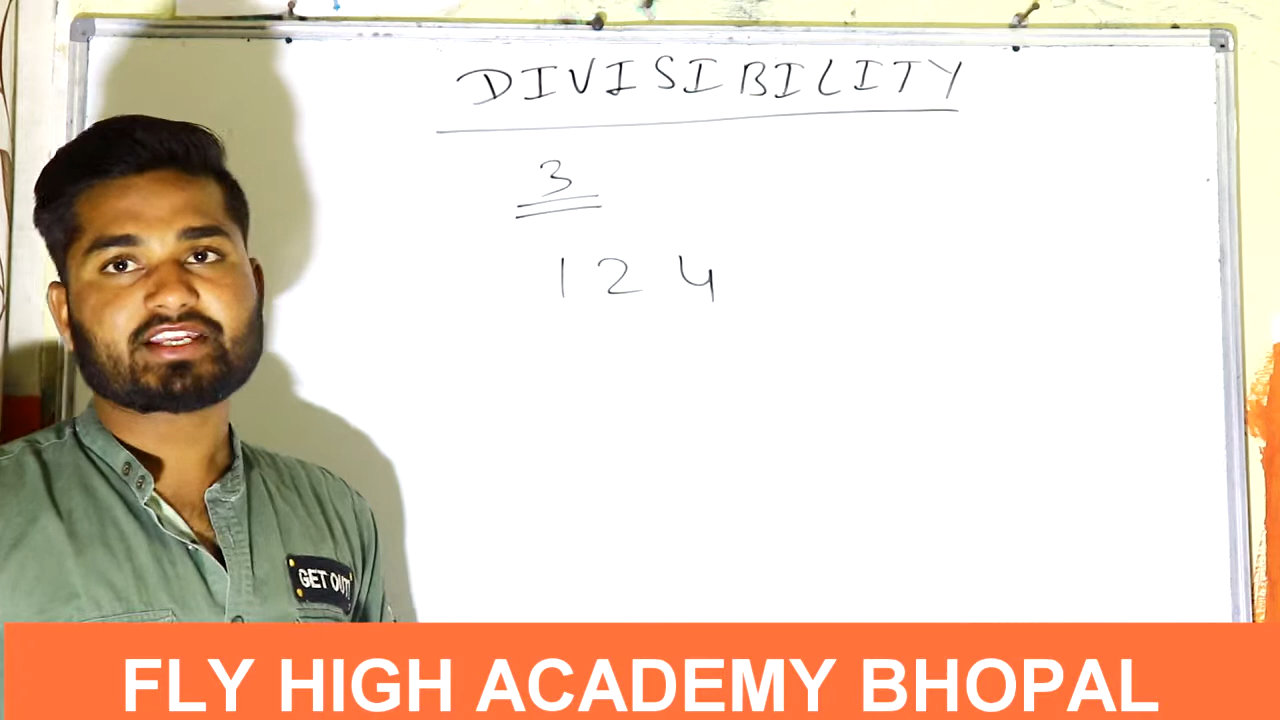 DIVISIBILITY
3
1 2 4
GET OUT!
FLY HIGH ACADEMY BHOPAL